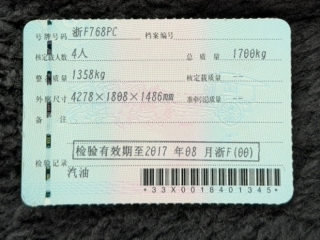 号牌号码 浙F768PC 档案编号
核定载人数 4人 总质量 1700kg
整备质量 1358kg 核定载质量 --
外廓尺寸 4278×1808×1486mm 准牵引总质量 --
备注
检验有效期至2017 年08 月浙F(00)
检验记录
汽油
*33X0018401345*